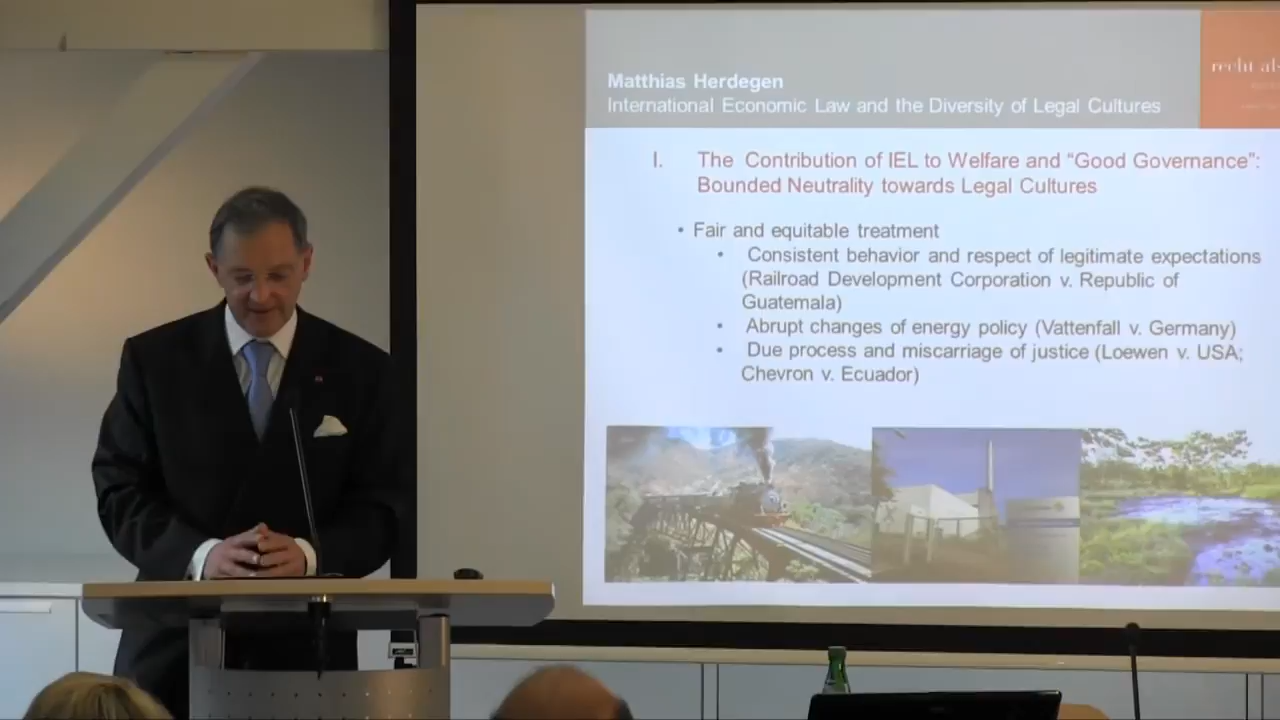 Matthias Herdegen
International Economic Law and the Diversity of Legal Cultures
recht als
I. The Contribution of IEL to Welfare and “Good Governance”:
Bounded Neutrality towards Legal Cultures
• Fair and equitable treatment
• Consistent behavior and respect of legitimate expectations
(Railroad Development Corporation v. Republic of
Guatemala)
• Abrupt changes of energy policy (Vattenfall v. Germany)
• Due process and miscarriage of justice (Loewen v. USA;
Chevron v. Ecuador)